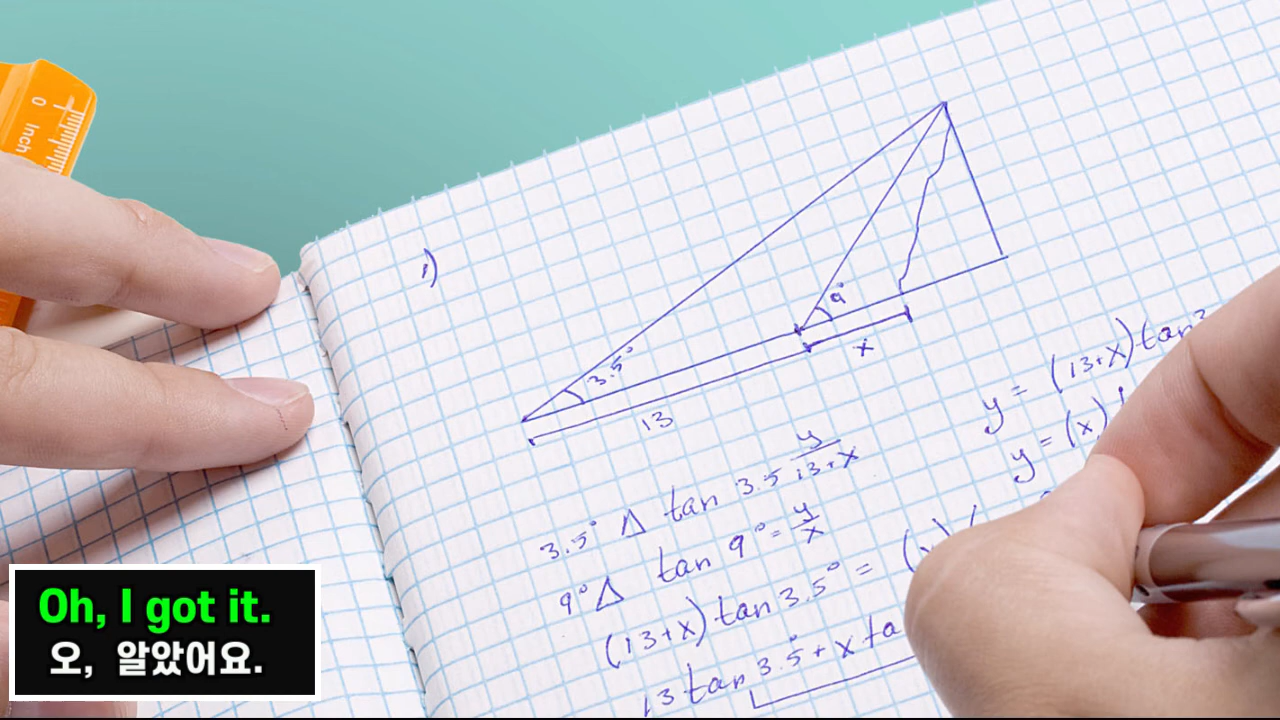 0
Inch
1)
3.5°
9°
13
x
3.5° Δ tan 3.5 y/13+x
9° Δ tan 9° = y/x
(13+x) tan 3.5° =
13 tan 3.5° + x ta
y = (13+x) tan
y = (x)
Oh, I got it.
오, 알았어요.